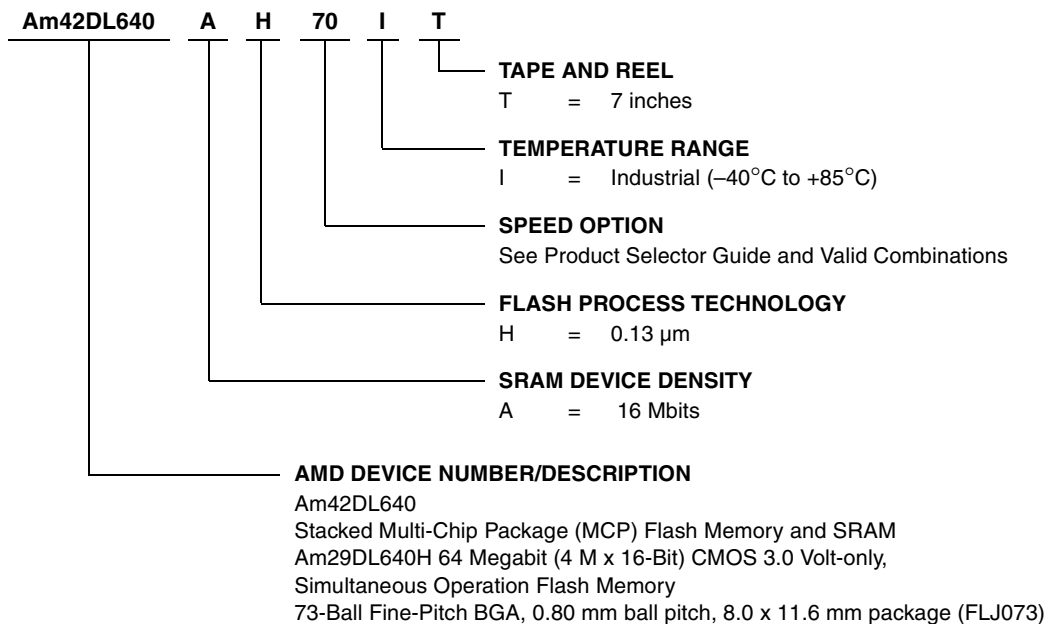 Am42DL640 A H 70 I T
TAPE AND REEL
T = 7 inches
TEMPERATURE RANGE
I = Industrial (–40°C to +85°C)
SPEED OPTION
See Product Selector Guide and Valid Combinations
FLASH PROCESS TECHNOLOGY
H = 0.13 µm
SRAM DEVICE DENSITY
A = 16 Mbits
AMD DEVICE NUMBER/DESCRIPTION
Am42DL640
Stacked Multi-Chip Package (MCP) Flash Memory and SRAM
Am29DL640H 64 Megabit (4 M x 16-Bit) CMOS 3.0 Volt-only,
Simultaneous Operation Flash Memory
73-Ball Fine-Pitch BGA, 0.80 mm ball pitch, 8.0 x 11.6 mm package (FLJ073)